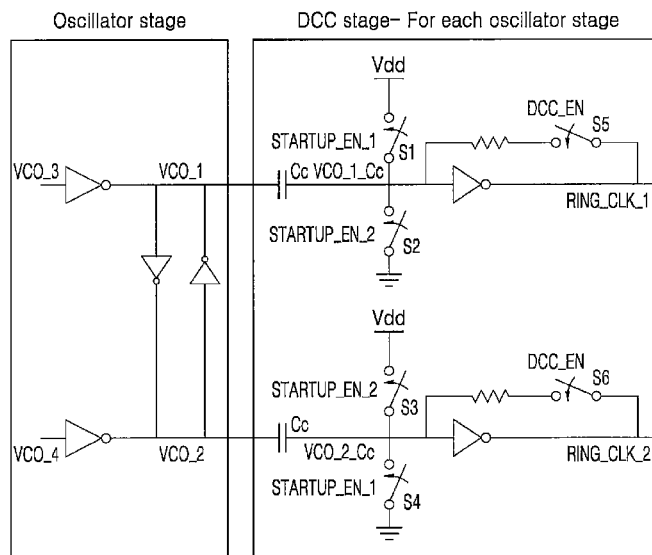 Oscillator stage
DCC stage– For each oscillator stage
Vdd
DCC_EN
S5
STARTUP_EN_1
S1
VCO_3
VCO_1
Cc
VCO_1_Cc
RING_CLK_1
STARTUP_EN_2
S2
Vdd
DCC_EN
S6
STARTUP_EN_2
S3
Cc
VCO_4
VCO_2
VCO_2_Cc
RING_CLK_2
STARTUP_EN_1
S4